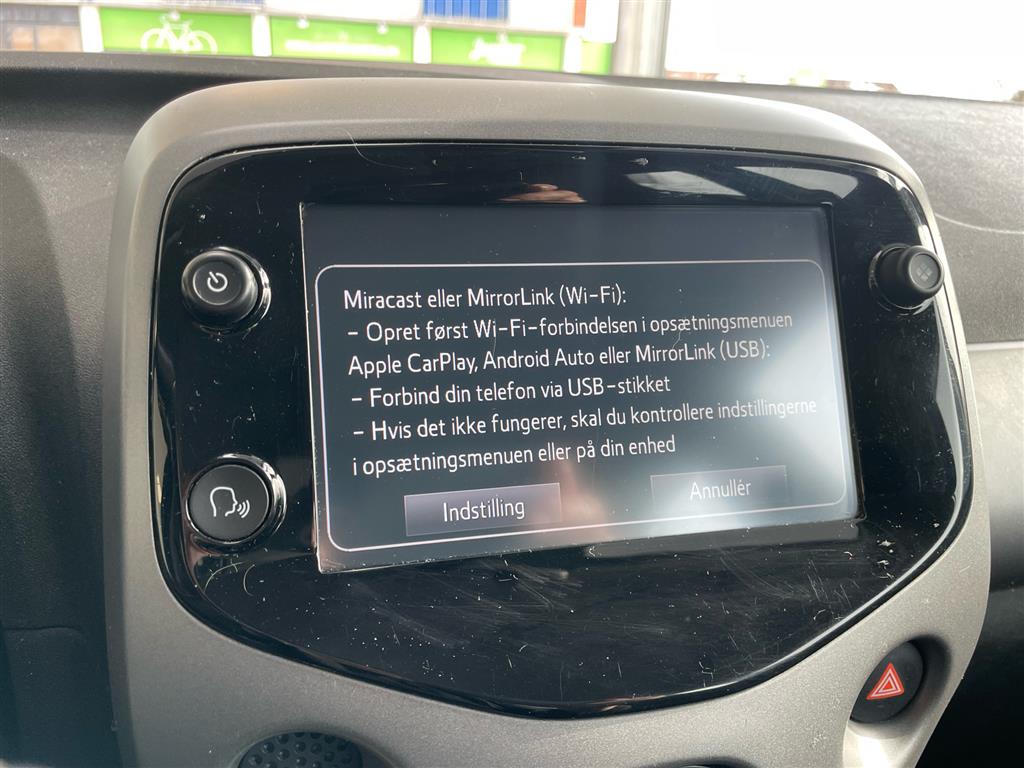 Miracast eller MirrorLink (Wi-Fi):
- Opret først Wi-Fi-forbindelsen i opsætningsmenuen
Apple CarPlay, Android Auto eller MirrorLink (USB):
- Forbind din telefon via USB-stikket
- Hvis det ikke fungerer, skal du kontrollere indstillingerne
i opsætningsmenuen eller på din enhed
Indstilling
Annullér